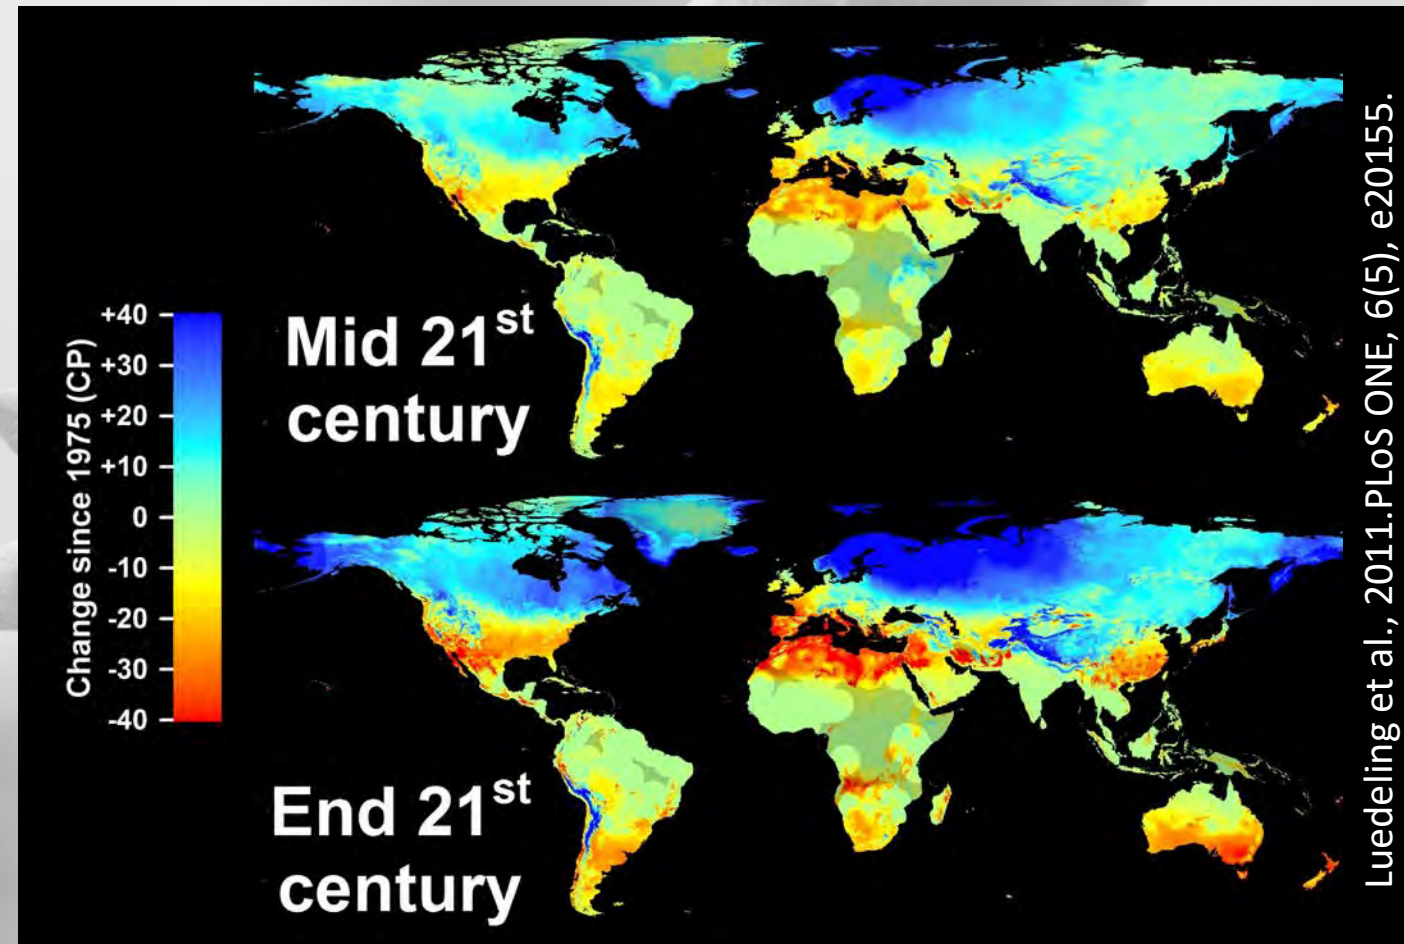 Mid 21st
century
Change since 1975 (CP)
+40
+30
+20
+10
0
-10
-20
-30
-40
End 21st
century
Luedeling et al., 2011.PLoS ONE, 6(5), e20155.